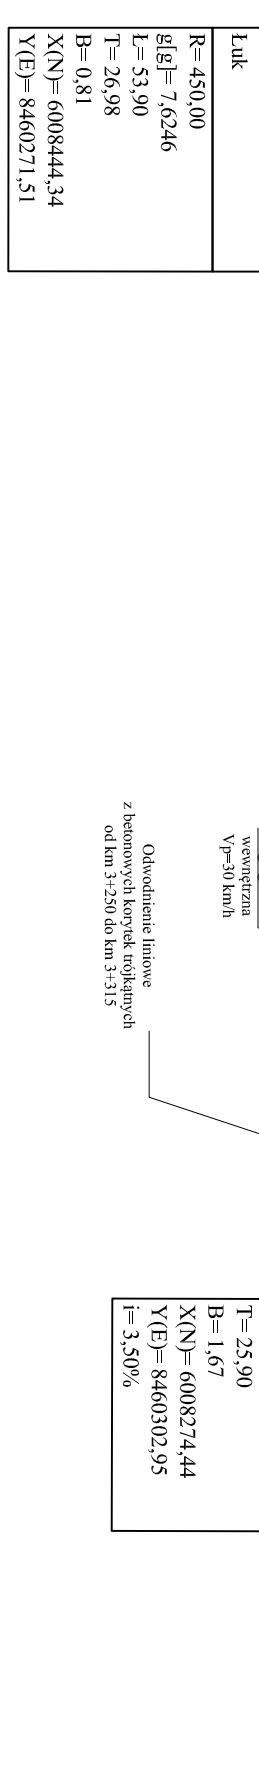 Łuk
R= 450,00
g[g]= 7,6246
Ł= 53,90
T= 26,98
B= 0,81
X(N)= 6008444,34
Y(E)= 8460271,51
wewnętrzna
Vp=30 km/h
Odwodnienie liniowe
z betonowych korytek trójkątnych
od km 3+250 do km 3+315
T= 25,90
B= 1,67
X(N)= 6008274,44
Y(E)= 8460302,95
i= 3,50%